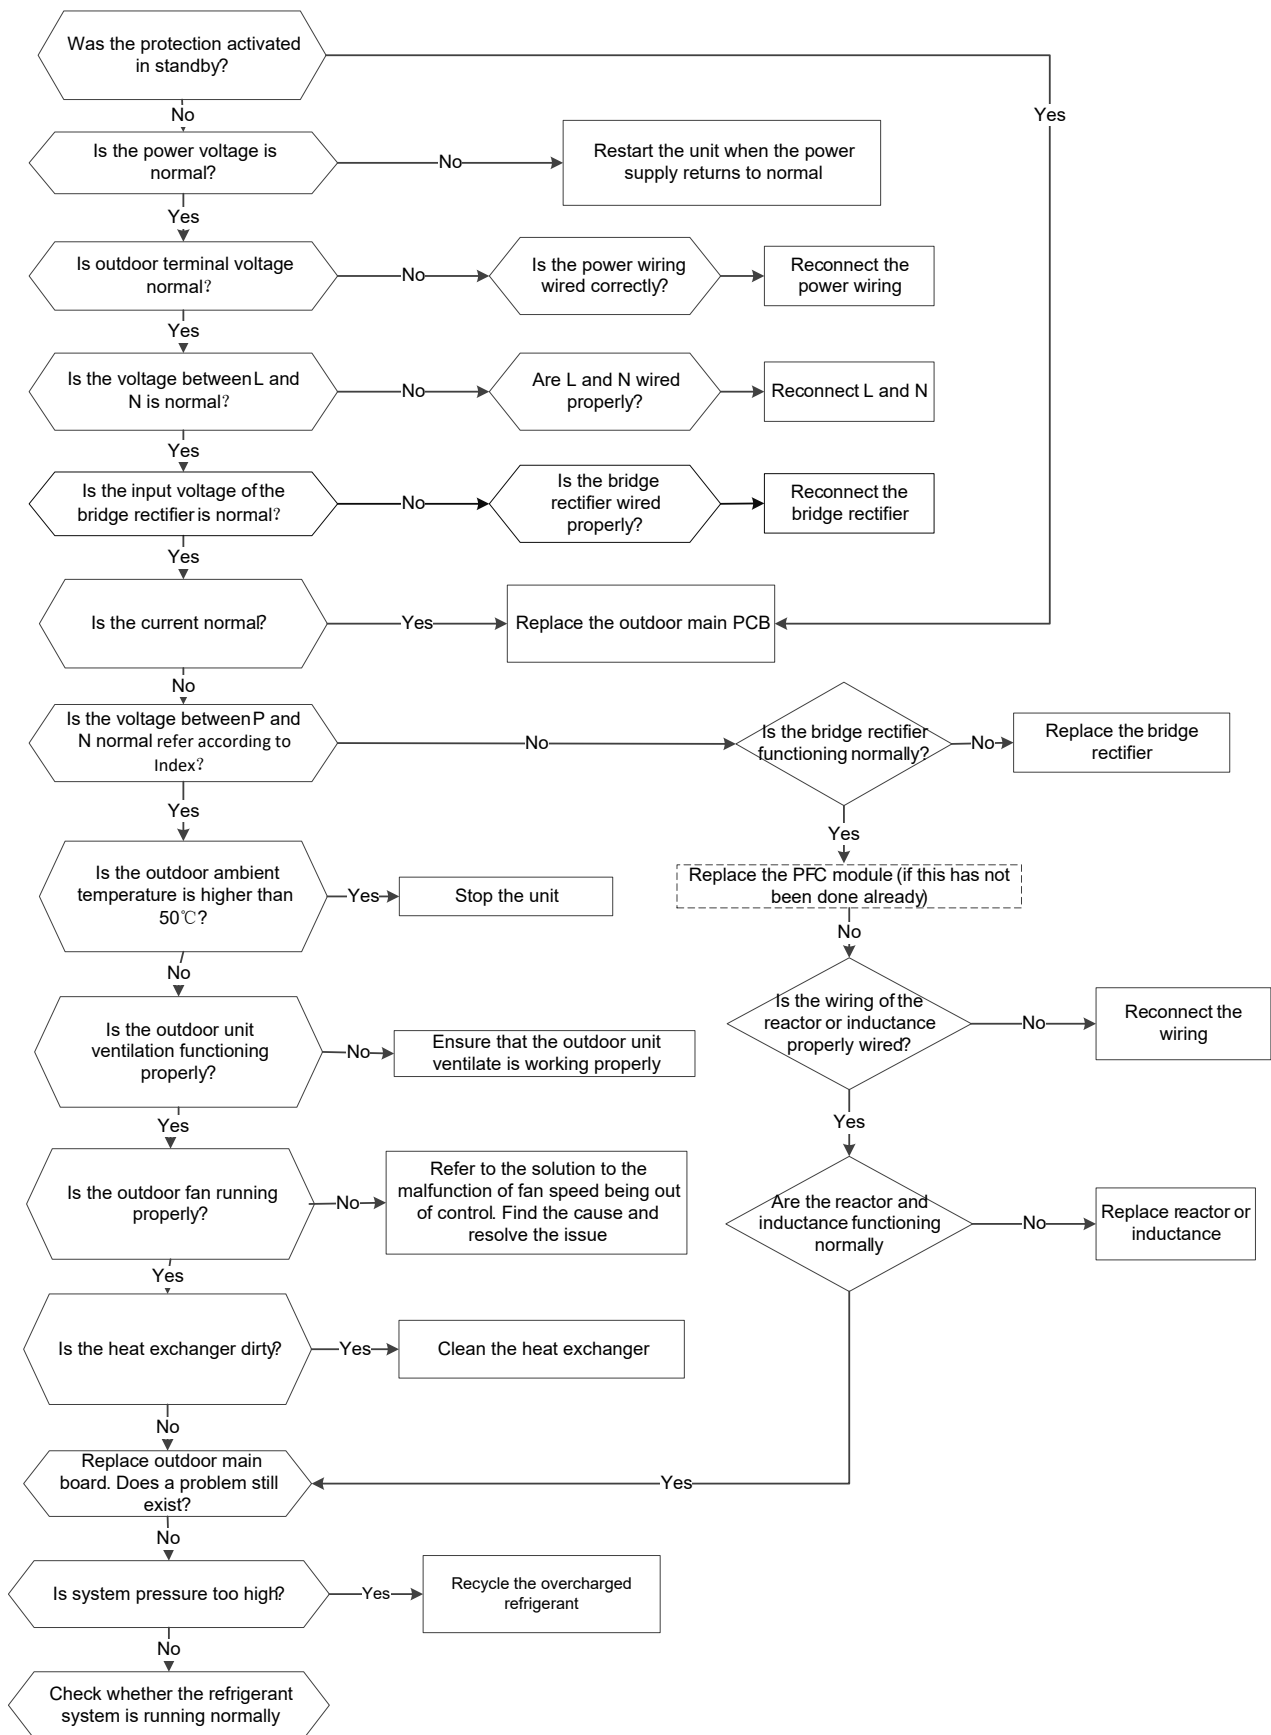 Was the protection activated
in standby?
No
Yes
Is the power voltage is
normal?
No
Restart the unit when the power
supply returns to normal
Yes
Is outdoor terminal voltage
normal?
No
Is the power wiring
wired correctly?
Reconnect the
power wiring
Yes
Is the voltage between L and
N is normal?
No
Are L and N wired
properly?
Reconnect L and N
Yes
Is the input voltage of the
bridge rectifier is normal?
No
Is the bridge
rectifier wired
properly?
Reconnect the
bridge rectifier
Yes
Is the current normal?
Yes
Replace the outdoor main PCB
No
Is the voltage between P and
N normal refer according to
Index?
No
Is the bridge rectifier
functioning normally?
No
Replace the bridge
rectifier
Yes
Yes
Is the outdoor ambient
temperature is higher than
50℃?
Yes
Stop the unit
Replace the PFC module (if this has not
been done already)
No
No
Is the outdoor unit
ventilation functioning
properly?
No
Ensure that the outdoor unit
ventilate is working properly
Is the wiring of the
reactor or inductance
properly wired?
No
Reconnect the
wiring
Yes
Yes
Is the outdoor fan running
properly?
No
Refer to the solution to the
malfunction of fan speed being out
of control. Find the cause and
resolve the issue
Are the reactor and
inductance functioning
normally
No
Replace reactor or
inductance
Yes
Is the heat exchanger dirty?
Yes
Clean the heat exchanger
No
Replace outdoor main
board. Does a problem still
exist?
Yes
No
Is system pressure too high?
Yes
Recycle the overcharged
refrigerant
No
Check whether the refrigerant
system is running normally